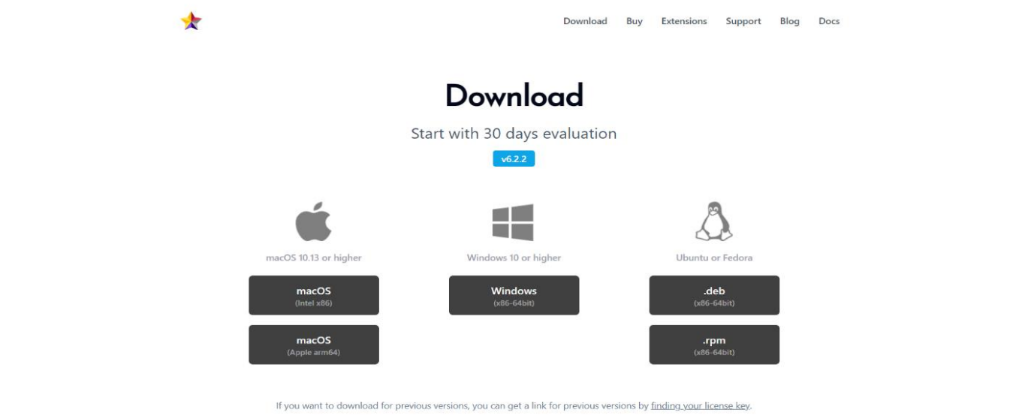 Download Buy Extensions Support Blog Docs
Download
Start with 30 days evaluation
v6.2.2
macOS 10.13 or higher
macOS
(Intel x86)
macOS
(Apple arm64)
Windows 10 or higher
Windows
(x86-64bit)
Ubuntu or Fedora
.deb
(x86-64bit)
.rpm
(x86-64bit)
If you want to download for previous versions, you can get a link for previous versions by finding your license key.